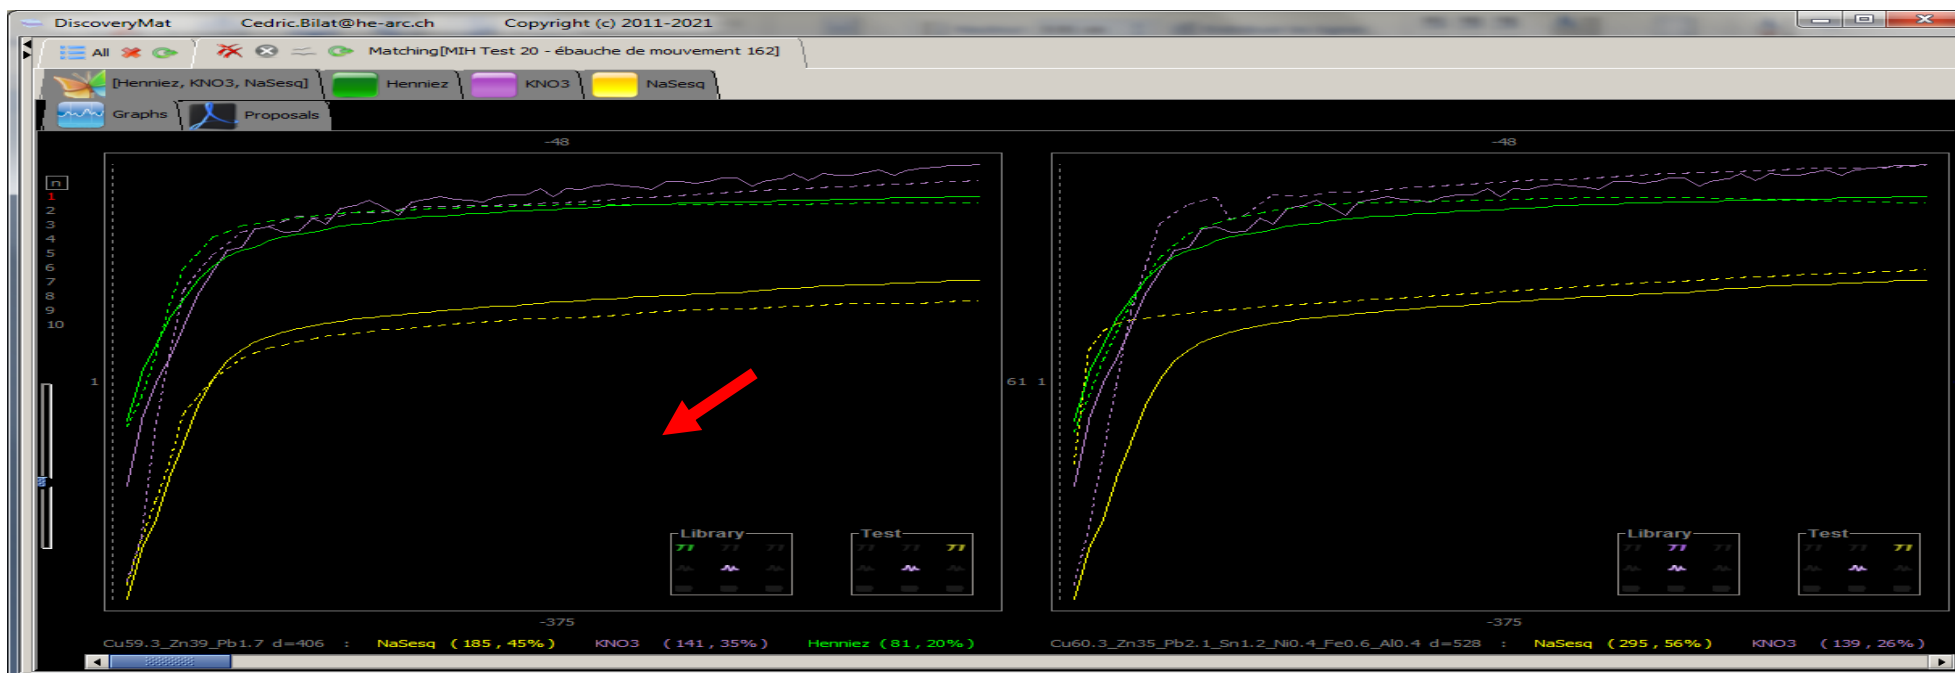 DiscoveryMat Cedric.Bilat@he-arc.ch Copyright (c) 2011-2021
All Matching[MIH Test 20 - ébauche de mouvement 162]
[Henniez, KNO3, NaSesq] Henniez KNO3 NaSesq
Graphs Proposals
-48 -48
n
1
2
3
4
5
6
7
8
9
10
1 61 1
Library Test Library Test
-375 -375
Cu59.3_Zn39_Pb1.7 d=406 : NaSesq (185, 45%) KNO3 (141, 35%) Henniez (81, 20%) Cu60.3_Zn35_Pb2.1_Sn1.2_Ni0.4_Fe0.6_Al0.4 d=528 : NaSesq (295, 56%) KNO3 (139, 26%)